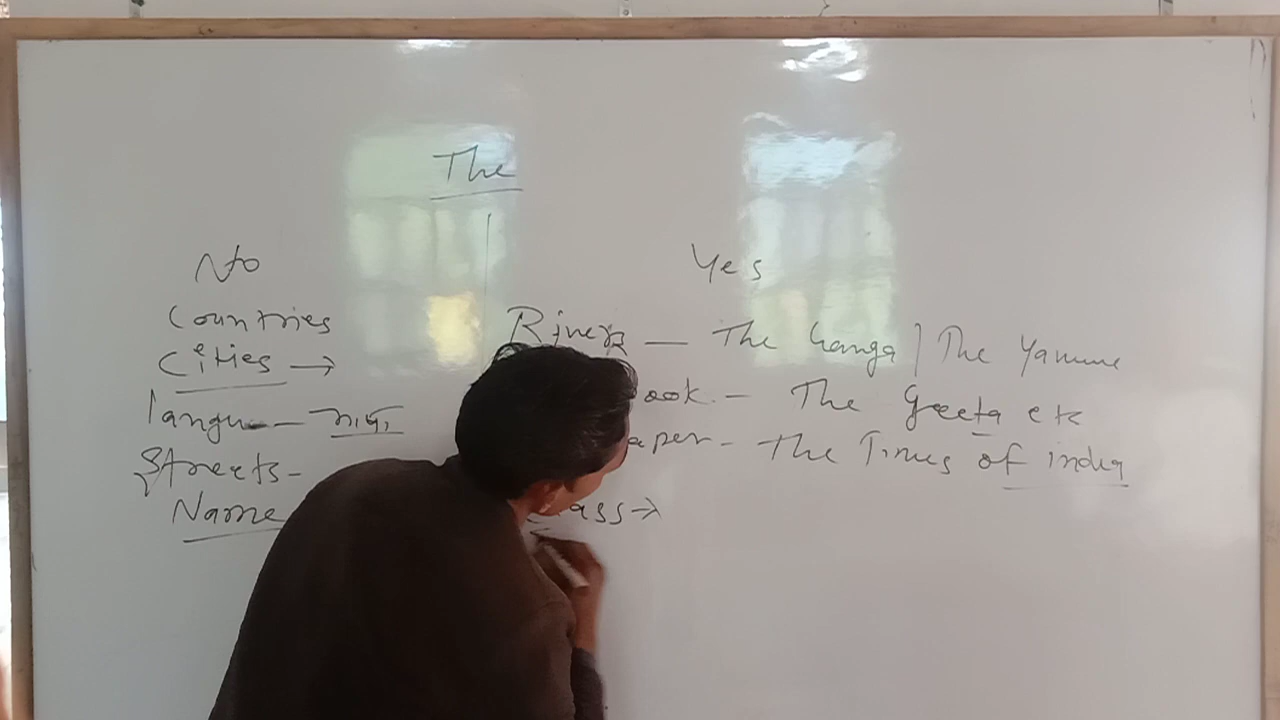 The
No Yes
Countries
Cities →
langu - भाषा
Streets -
Name
Rivers — The Ganga | The Yamune
ook - The Geeta etc
aper - The Times of india
ass →